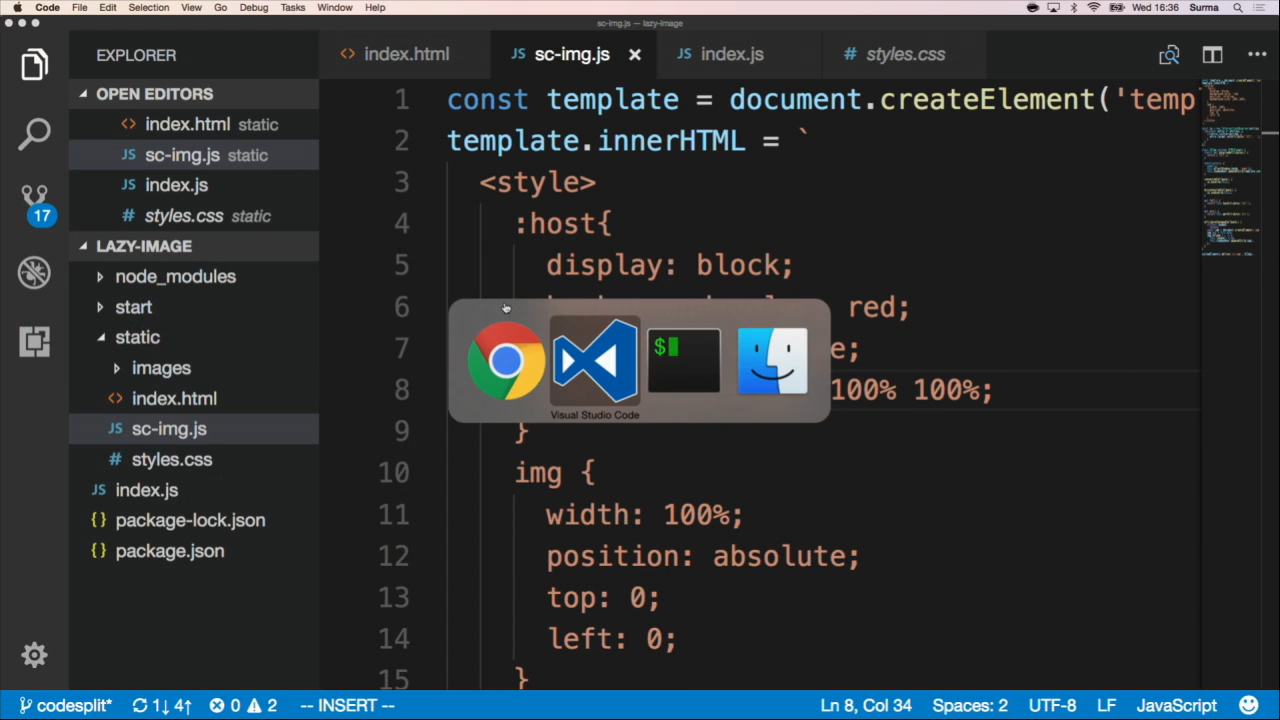 Code File Edit Selection View Go Debug Tasks Window Help Wed 16:36 Surma
sc-img.js — lazy-image
EXPLORER
OPEN EDITORS
index.html static
JS sc-img.js static
JS index.js
# styles.css static
17
LAZY-IMAGE
node_modules
start
static
images
index.html
JS sc-img.js
# styles.css
JS index.js
{} package-lock.json
{} package.json
index.html JS sc-img.js JS index.js # styles.css
1 const template = document.createElement('temp
2 template.innerHTML = `
3 <style>
4 :host{
5 display: block;
6 red;
7 e;
8 100% 100%;
9 }
10 img {
11 width: 100%;
12 position: absolute;
13 top: 0;
14 left: 0;
15 }
$
Visual Studio Code
codesplit* 1↓ 4↑ 0 2 -- INSERT -- Ln 8, Col 34 Spaces: 2 UTF-8 LF JavaScript